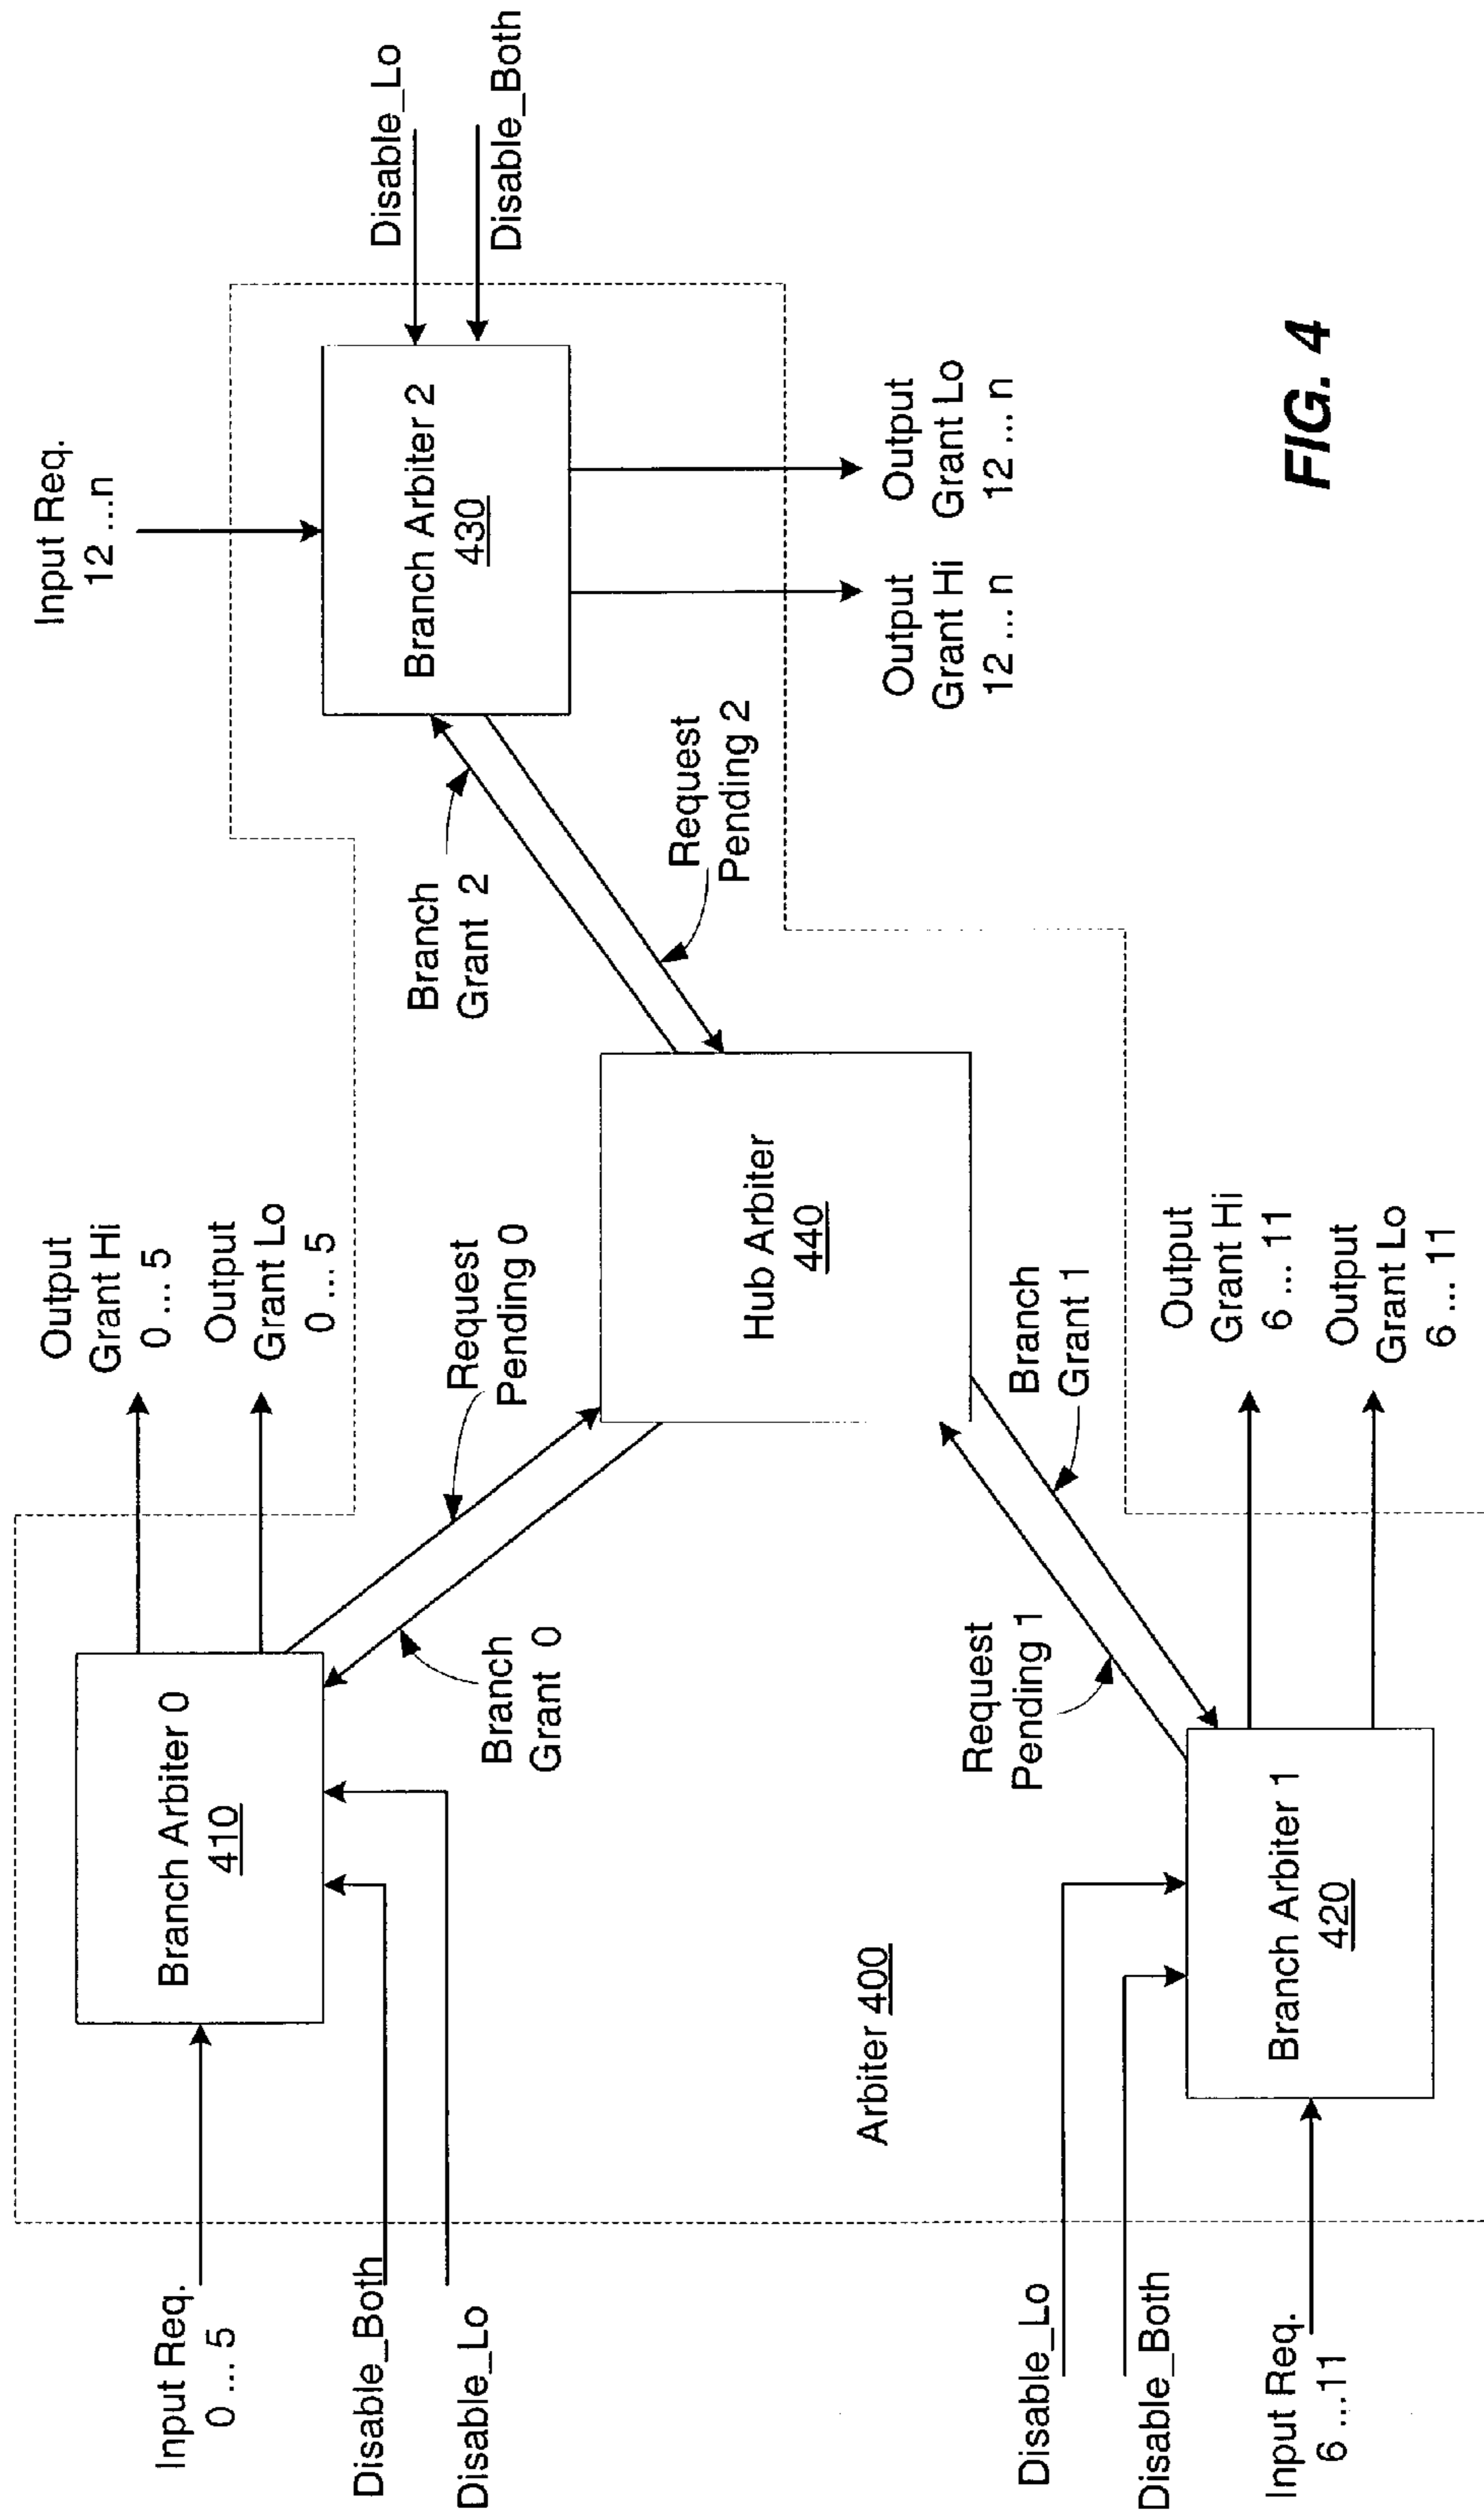 Input Req.
0 ... 5
Disable_Both
Disable_Lo
Branch Arbiter 0
410
Output
Grant Hi
0 ... 5
Output
Grant Lo
0 ... 5
Request
Pending 0
Branch
Grant 0
Input Req.
12 ...n
Branch Arbiter 2
430
Disable_Lo
Disable_Both
Branch
Grant 2
Request
Pending 2
Output
Grant Hi
12 ... n
Output
Grant Lo
12 ... n
Hub Arbiter
440
Arbiter 400
Disable_Lo
Disable_Both
Input Req.
6 ...11
Branch Arbiter 1
420
Request
Pending 1
Branch
Grant 1
Output
Grant Hi
6 ... 11
Output
Grant Lo
6 ... 11
FIG. 4